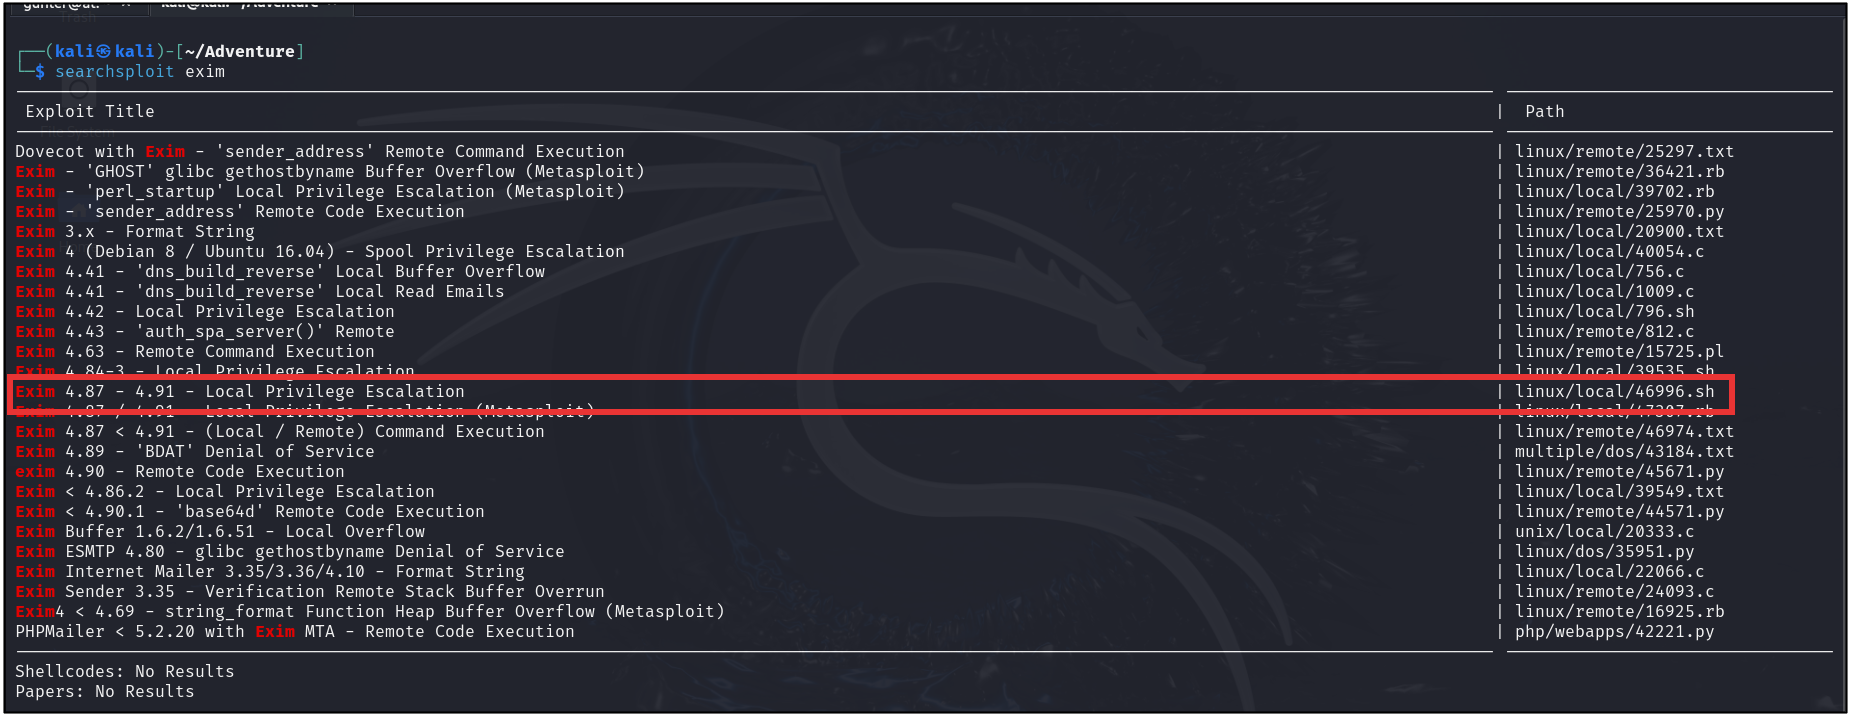 ┌──(kali㉿kali)-[~/Adventure]
└─$ searchsploit exim
Exploit Title | Path
Dovecot with Exim - 'sender_address' Remote Command Execution | linux/remote/25297.txt
Exim - 'GHOST' glibc gethostbyname Buffer Overflow (Metasploit) | linux/remote/36421.rb
Exim - 'perl_startup' Local Privilege Escalation (Metasploit) | linux/local/39702.rb
Exim - 'sender_address' Remote Code Execution | linux/remote/25970.py
Exim 3.x - Format String | linux/local/20900.txt
Exim 4 (Debian 8 / Ubuntu 16.04) - Spool Privilege Escalation | linux/local/40054.c
Exim 4.41 - 'dns_build_reverse' Local Buffer Overflow | linux/local/756.c
Exim 4.41 - 'dns_build_reverse' Local Read Emails | linux/local/1009.c
Exim 4.42 - Local Privilege Escalation | linux/local/796.sh
Exim 4.43 - 'auth_spa_server()' Remote | linux/remote/812.c
Exim 4.63 - Remote Command Execution | linux/remote/15725.pl
Exim 4.84-3 - Local Privilege Escalation | linux/local/39535.sh
Exim 4.87 - 4.91 - Local Privilege Escalation | linux/local/46996.sh
Exim 4.87 / 4.91 - Local Privilege Escalation (Metasploit) | linux/local/47307.rb
Exim 4.87 < 4.91 - (Local / Remote) Command Execution | linux/remote/46974.txt
Exim 4.89 - 'BDAT' Denial of Service | multiple/dos/43184.txt
exim 4.90 - Remote Code Execution | linux/remote/45671.py
Exim < 4.86.2 - Local Privilege Escalation | linux/local/39549.txt
Exim < 4.90.1 - 'base64d' Remote Code Execution | linux/remote/44571.py
Exim Buffer 1.6.2/1.6.51 - Local Overflow | unix/local/20333.c
Exim ESMTP 4.80 - glibc gethostbyname Denial of Service | linux/dos/35951.py
Exim Internet Mailer 3.35/3.36/4.10 - Format String | linux/local/22066.c
Exim Sender 3.35 - Verification Remote Stack Buffer Overrun | linux/remote/24093.c
Exim4 < 4.69 - string_format Function Heap Buffer Overflow (Metasploit) | linux/remote/16925.rb
PHPMailer < 5.2.20 with Exim MTA - Remote Code Execution | php/webapps/42221.py
Shellcodes: No Results
Papers: No Results